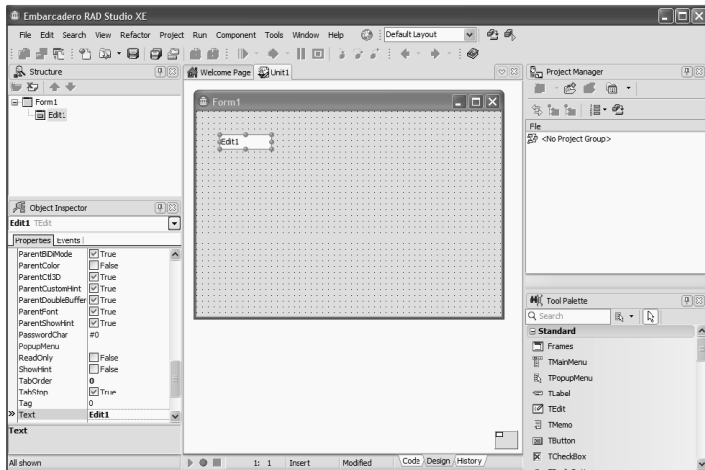 Embarcadero RAD Studio XE
File Edit Search View Refactor Project Run Component Tools Window Help Default Layout
Structure
Form1
Edit1
Object Inspector
Edit1 TEdit
Properties Events
ParentBiDiMode True
ParentColor False
ParentCtl3D True
ParentCustomHint True
ParentDoubleBuffer True
ParentFont True
ParentShowHint True
PasswordChar #0
PopupMenu
ReadOnly False
ShowHint False
TabOrder 0
TabStop True
Tag 0
» Text Edit1
Text
All shown
Welcome Page Unit1
Form1
Edit1
1: 1 Insert Modified Code Design History
Project Manager
File
<No Project Group>
Tool Palette
Search
Standard
Frames
TMainMenu
TPopupMenu
TLabel
TEdit
TMemo
TButton
TCheckBox